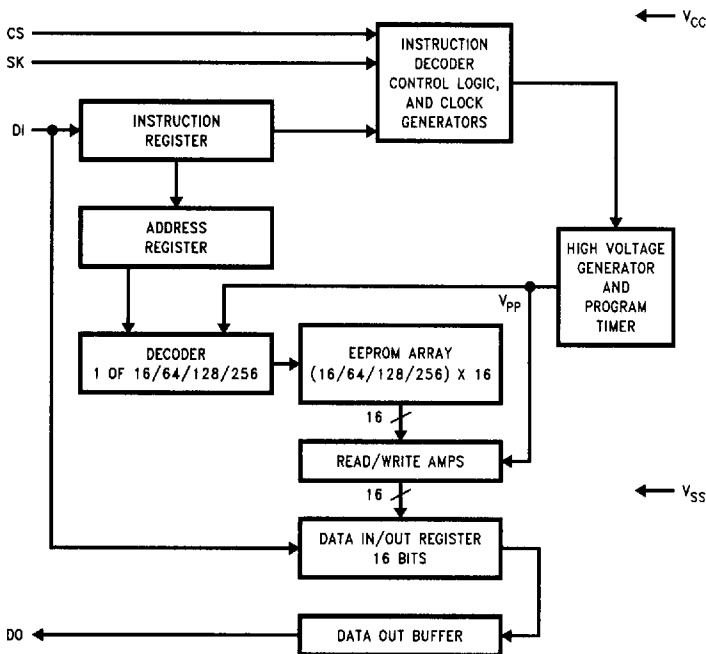 V_CC
CS
SK
INSTRUCTION
DECODER
CONTROL LOGIC,
AND CLOCK
GENERATORS
DI
INSTRUCTION
REGISTER
ADDRESS
REGISTER
HIGH VOLTAGE
GENERATOR
AND
PROGRAM
TIMER
V_PP
DECODER
1 OF 16/64/128/256
EEPROM ARRAY
(16/64/128/256) X 16
16
READ/WRITE AMPS
16
V_SS
DATA IN/OUT REGISTER
16 BITS
DO
DATA OUT BUFFER